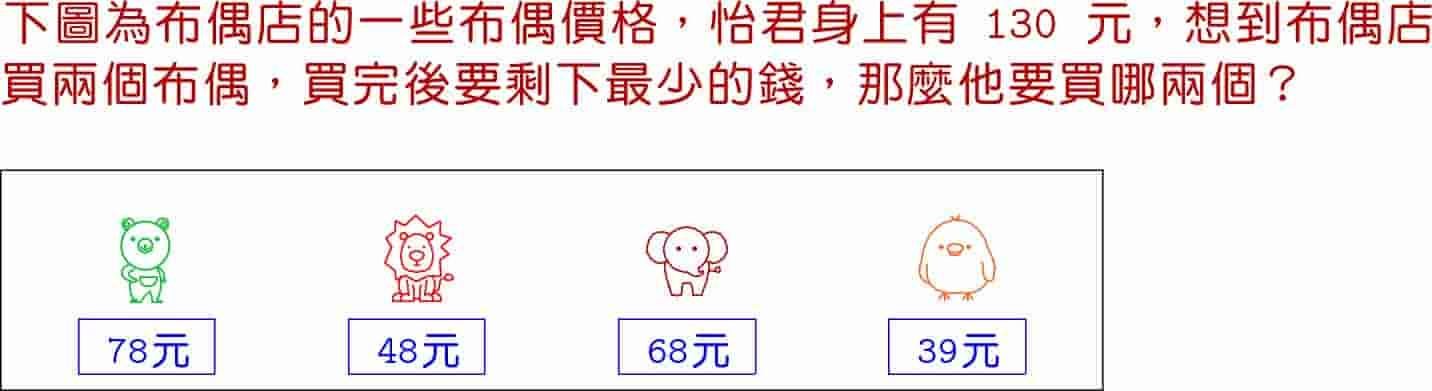 下圖為布偶店的一些布偶價格，怡君身上有 130 元，想到布偶店
買兩個布偶，買完後要剩下最少的錢，那麼他要買哪兩個？
78元 48元 68元 39元